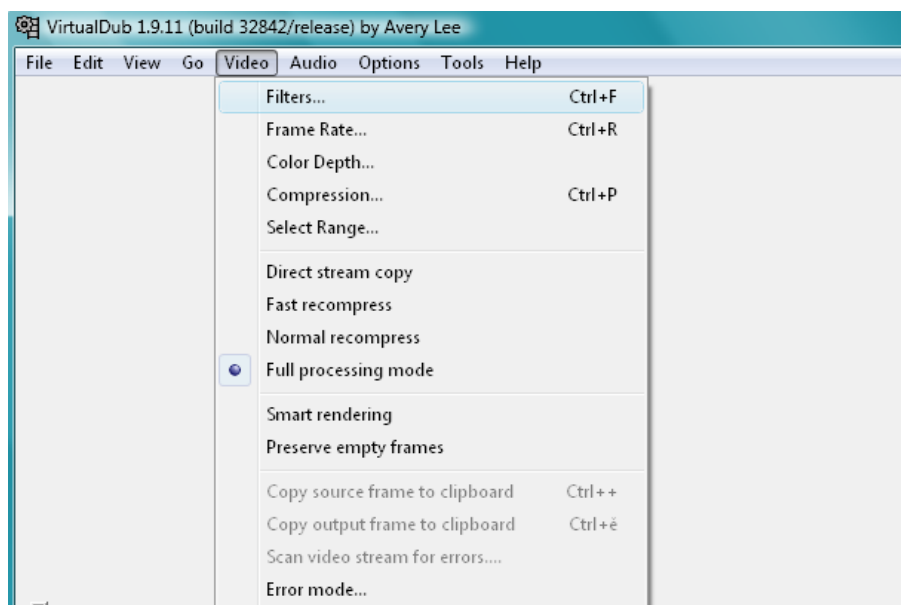 VirtualDub 1.9.11 (build 32842/release) by Avery Lee
File Edit View Go Video Audio Options Tools Help
Filters... Ctrl+F
Frame Rate... Ctrl+R
Color Depth...
Compression... Ctrl+P
Select Range...
Direct stream copy
Fast recompress
Normal recompress
Full processing mode
Smart rendering
Preserve empty frames
Copy source frame to clipboard Ctrl++
Copy output frame to clipboard Ctrl+ě
Scan video stream for errors....
Error mode...